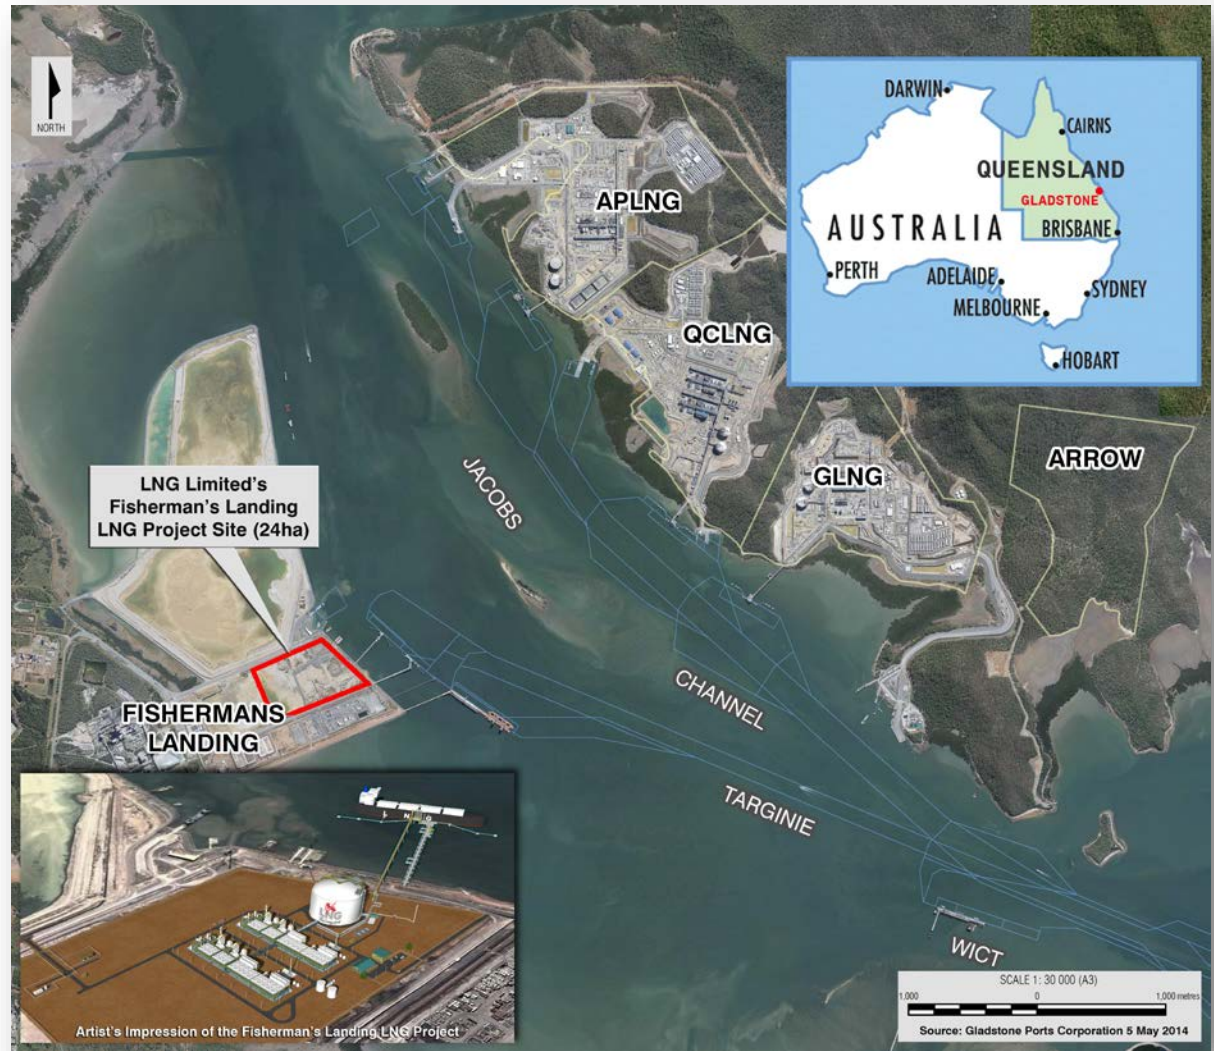 NORTH
DARWIN
CAIRNS
QUEENSLAND
GLADSTONE
AUSTRALIA
BRISBANE
PERTH
ADELAIDE
SYDNEY
MELBOURNE
HOBART
APLNG
QCLNG
GLNG
ARROW
JACOBS
CHANNEL
TARGINIE
WICT
LNG Limited's
Fisherman's Landing
LNG Project Site (24ha)
FISHERMANS
LANDING
LNG
LNG
Artist's Impression of the Fisherman's Landing LNG Project
SCALE 1: 30 000 (A3)
1,000 0 1,000 metres
Source: Gladstone Ports Corporation 5 May 2014